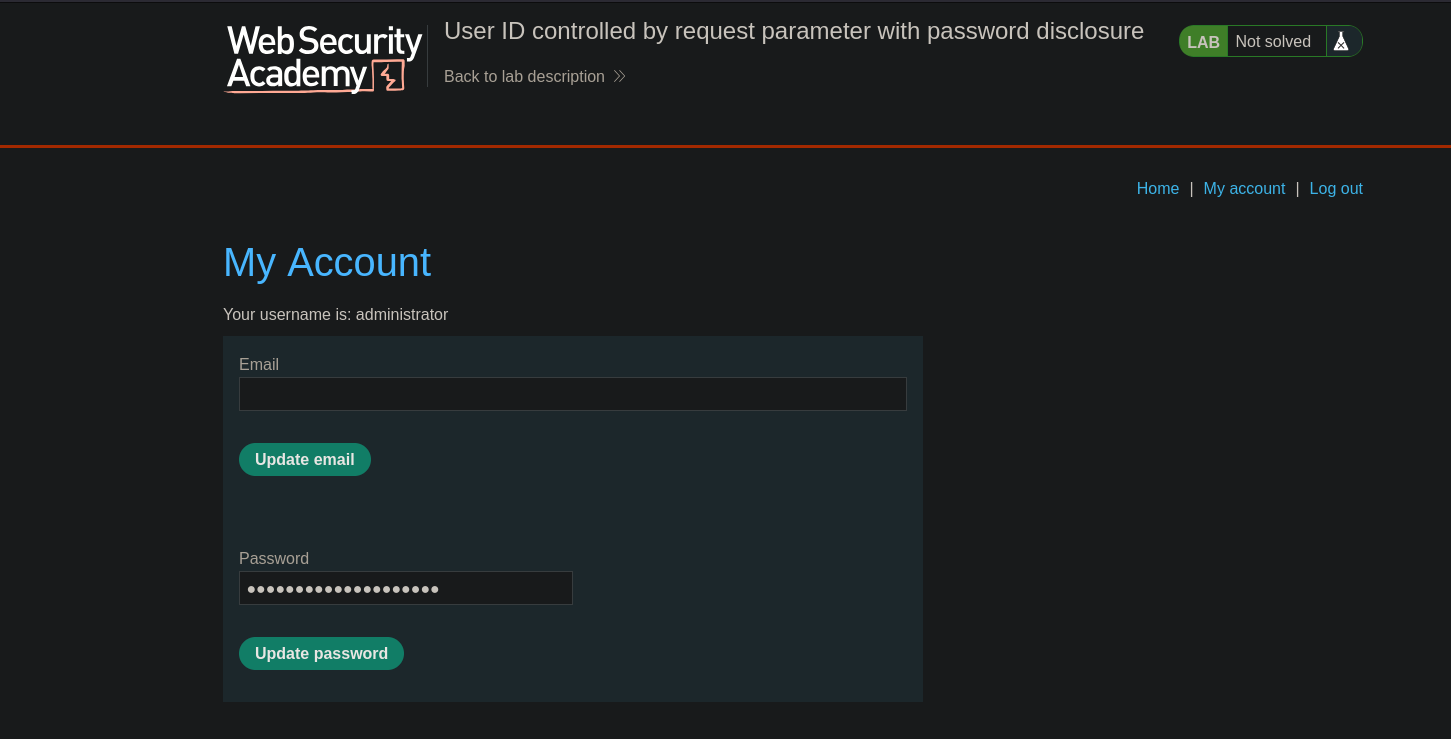 Web Security
Academy
User ID controlled by request parameter with password disclosure
Back to lab description
LAB Not solved
Home | My account | Log out
My Account
Your username is: administrator
Email
Update email
Password
●●●●●●●●●●●●●●●●●●●●
Update password